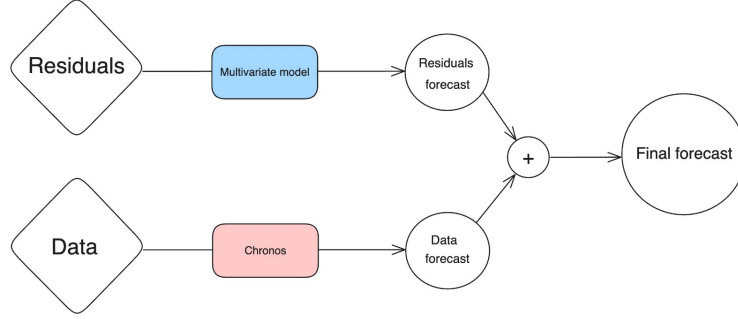 Residuals
Multivariate model
Residuals
forecast
+
Final forecast
Data
Chronos
Data
forecast